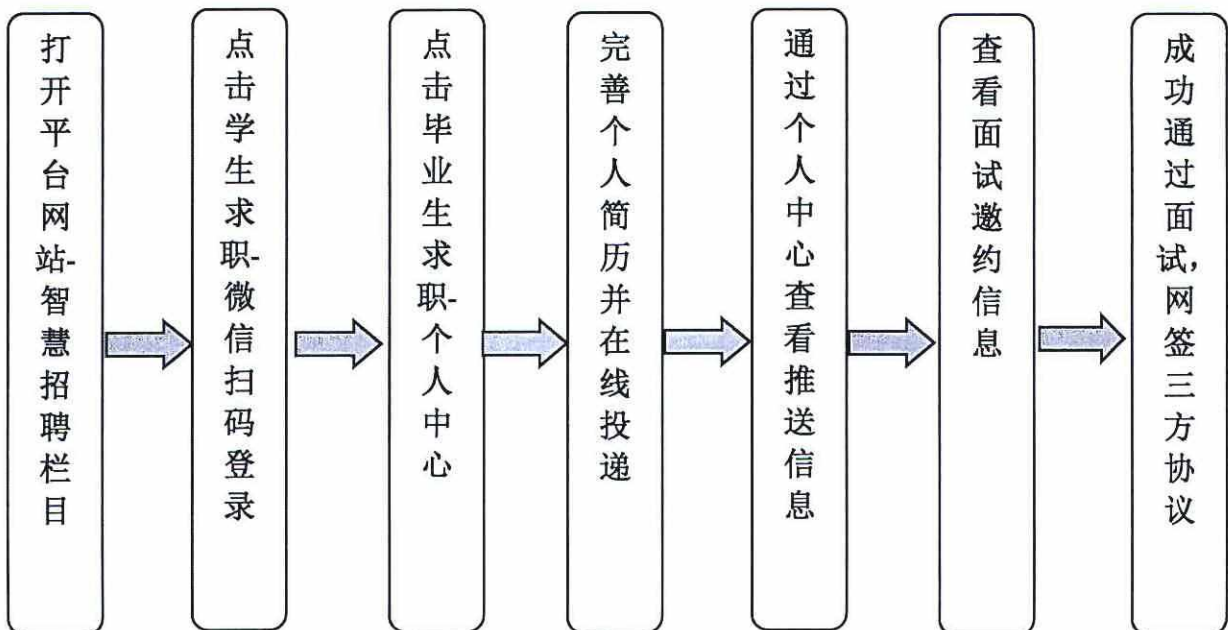 打开平台网站-智慧招聘栏目
点击学生求职-微信扫码登录
点击毕业生求职-个人中心
完善个人简历并在线投递
通过个人中心查看推送信息
查看面试邀约信息
成功通过面试，网签三方协议